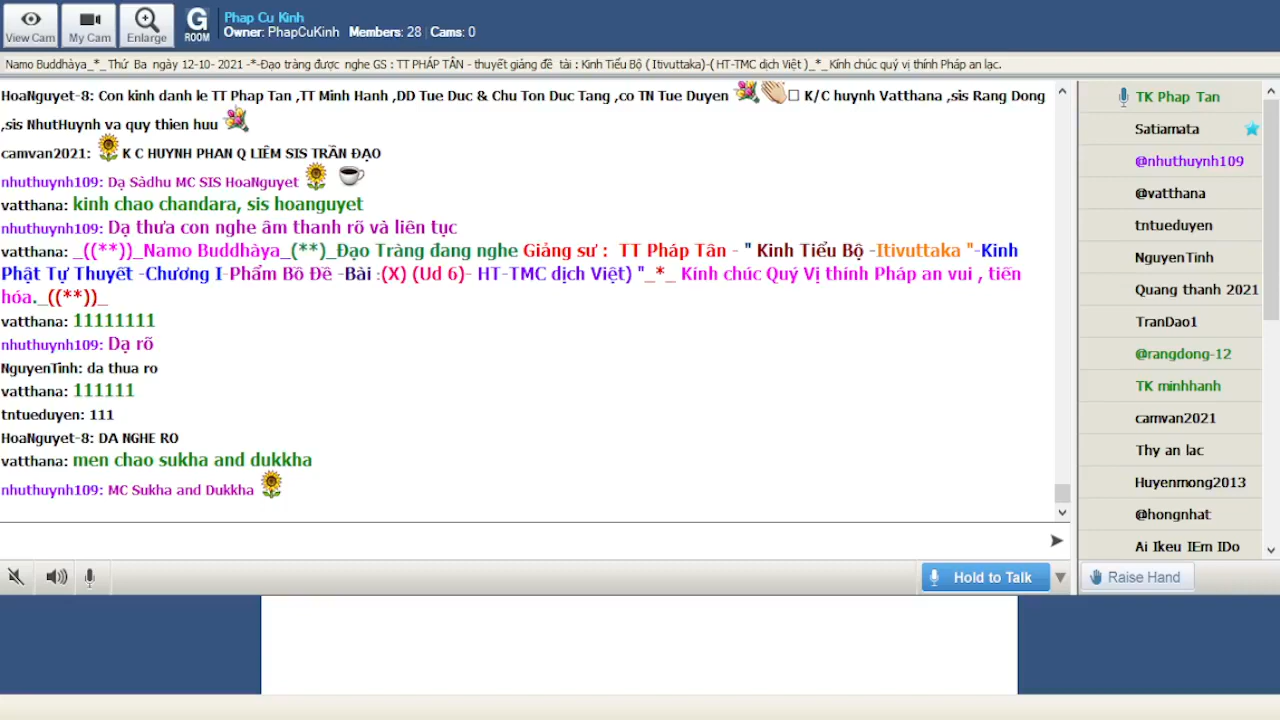 View Cam
My Cam
Enlarge
G
ROOM
Phap Cu Kinh
Owner: PhapCuKinh Members: 28 Cams: 0
Namo Buddhàya_*_Thứ Ba ngày 12-10- 2021 -*-Đạo tràng được nghe GS : TT PHÁP TÂN - thuyết giảng đề tài : Kinh Tiểu Bộ ( Itivuttaka)-( HT-TMC dịch Việt )_*_Kính chúc quý vị thính Pháp an lạc.
HoaNguyet-8: Con kinh danh le TT Phap Tan ,TT Minh Hanh ,DD Tue Duc & Chu Ton Duc Tang ,co TN Tue Duyen K/C huynh Vatthana ,sis Rang Dong
,sis NhutHuynh va quy thien huu
camvan2021: K C HUYNH PHAN Q LIÊM SIS TRẦN ĐẠO
nhuthuynh109: Dạ Sàdhu MC SIS HoaNguyet
vatthana: kinh chao chandara, sis hoanguyet
nhuthuynh109: Dạ thưa con nghe âm thanh rõ và liên tục
vatthana: _((**))_Namo Buddhàya_(**)_Đạo Tràng đang nghe Giảng sư : TT Pháp Tân - " Kinh Tiểu Bộ -Itivuttaka "-Kinh
Phật Tự Thuyết -Chương I-Phẩm Bồ Đề -Bài :(X) (Ud 6)- HT-TMC dịch Việt) "_*_ Kính chúc Quý Vị thính Pháp an vui , tiến
hóa._((**))_
vatthana: 11111111
nhuthuynh109: Dạ rõ
NguyenTinh: da thua ro
vatthana: 111111
tntueduyen: 111
HoaNguyet-8: DA NGHE RO
vatthana: men chao sukha and dukkha
nhuthuynh109: MC Sukha and Dukkha
TK Phap Tan
Satiamata
@nhuthuynh109
@vatthana
tntueduyen
NguyenTinh
Quang thanh 2021
TranDao1
@rangdong-12
TK minhhanh
camvan2021
Thy an lac
Huyenmong2013
@hongnhat
Ai Ikeu IEm IDo
Hold to Talk
Raise Hand